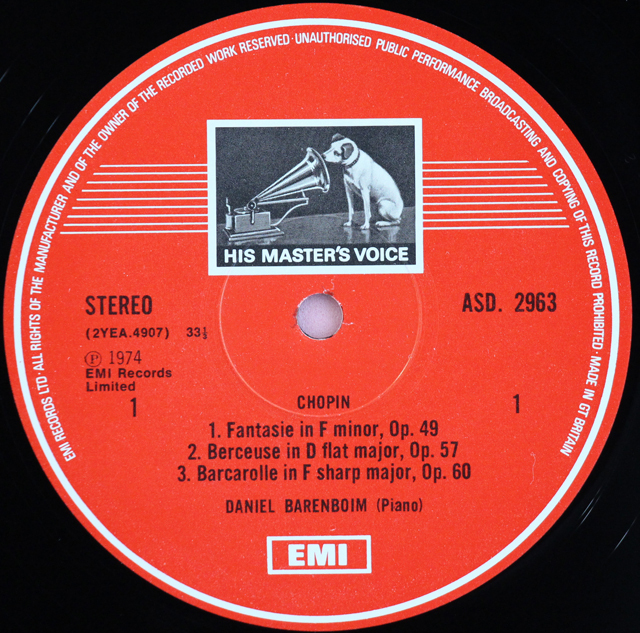 EMI RECORDS LTD·ALL RIGHTS OF THE MANUFACTURER AND OF THE OWNER OF THE RECORDED WORK RESERVED·UNAUTHORISED PUBLIC PERFORMANCE BROADCASTING AND COPYING OF THIS RECORD PROHIBITED·MADE IN GT BRITAIN
HIS MASTER'S VOICE
STEREO
ASD. 2963
(2YEA.4907) 33⅓
Ⓟ 1974
EMI Records
Limited
1
1
CHOPIN
1. Fantasie in F minor, Op. 49
2. Berceuse in D flat major, Op. 57
3. Barcarolle in F sharp major, Op. 60
DANIEL BARENBOIM (Piano)
EMI